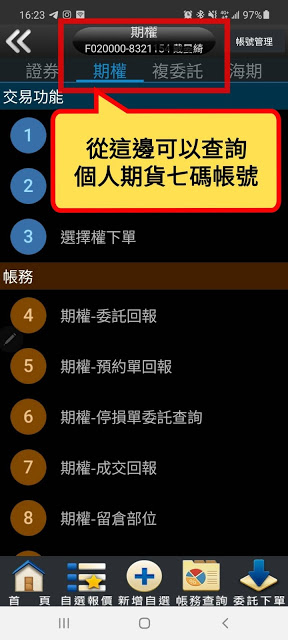 16:23
97%
期權
F020000-8321
帳號管理
證券
期權
複委託
海期
交易功能
1
從這邊可以查詢
個人期貨七碼帳號
2
3
選擇權下單
帳務
4
期權-委託回報
5
期權-預約單回報
6
期權-停損單委託查詢
7
期權-成交回報
8
期權-留倉部位
首 頁
自選報價
新增自選
帳務查詢
委託下單